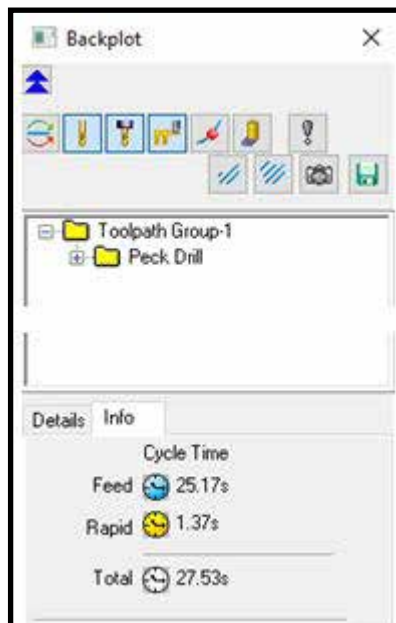 Backplot
Toolpath Group-1
Peck Drill
Details Info
Cycle Time
Feed 25.17s
Rapid 1.37s
Total 27.53s